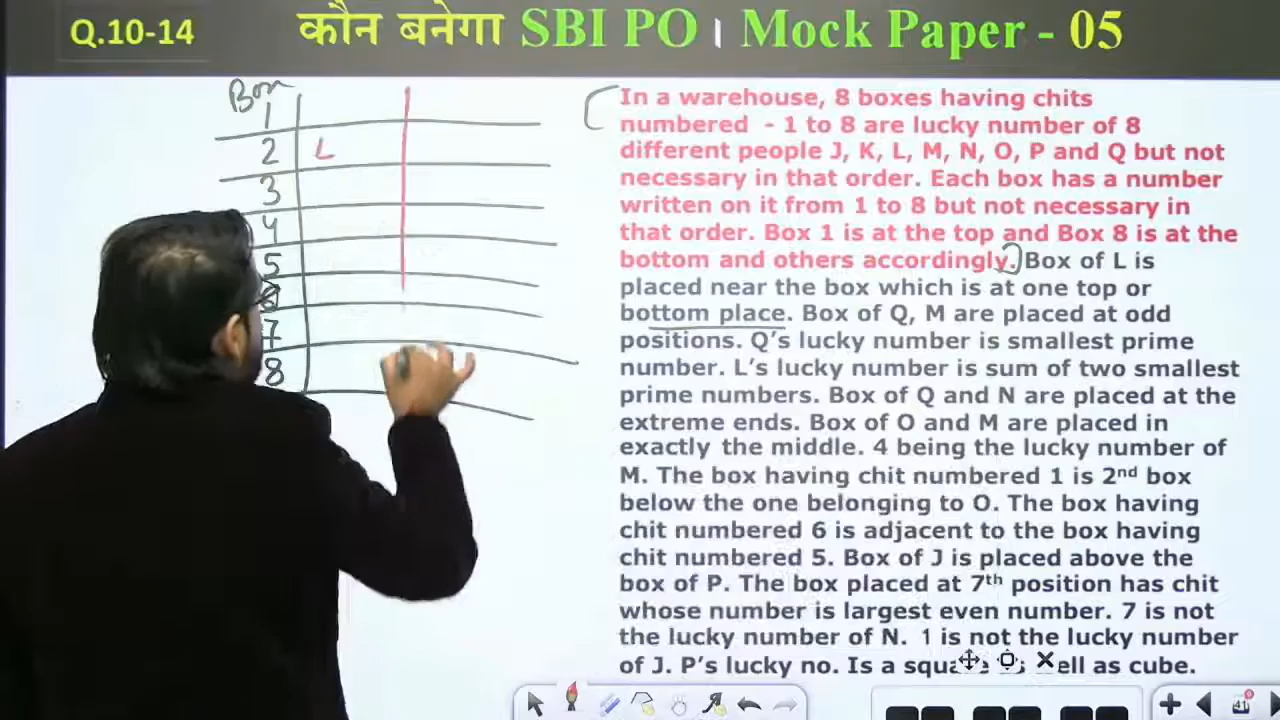 Q.10-14
कौन बनेगा SBI PO । Mock Paper - 05
Box
1
2 L
3
4
5
6
7
8
In a warehouse, 8 boxes having chits
numbered - 1 to 8 are lucky number of 8
different people J, K, L, M, N, O, P and Q but not
necessary in that order. Each box has a number
written on it from 1 to 8 but not necessary in
that order. Box 1 is at the top and Box 8 is at the
bottom and others accordingly. Box of L is
placed near the box which is at one top or
bottom place. Box of Q, M are placed at odd
positions. Q's lucky number is smallest prime
number. L's lucky number is sum of two smallest
prime numbers. Box of Q and N are placed at the
extreme ends. Box of O and M are placed in
exactly the middle. 4 being the lucky number of
M. The box having chit numbered 1 is 2nd box
below the one belonging to O. The box having
chit numbered 6 is adjacent to the box having
chit numbered 5. Box of J is placed above the
box of P. The box placed at 7th position has chit
whose number is largest even number. 7 is not
the lucky number of N. 1 is not the lucky number
of J. P's lucky no. Is a cube.
41